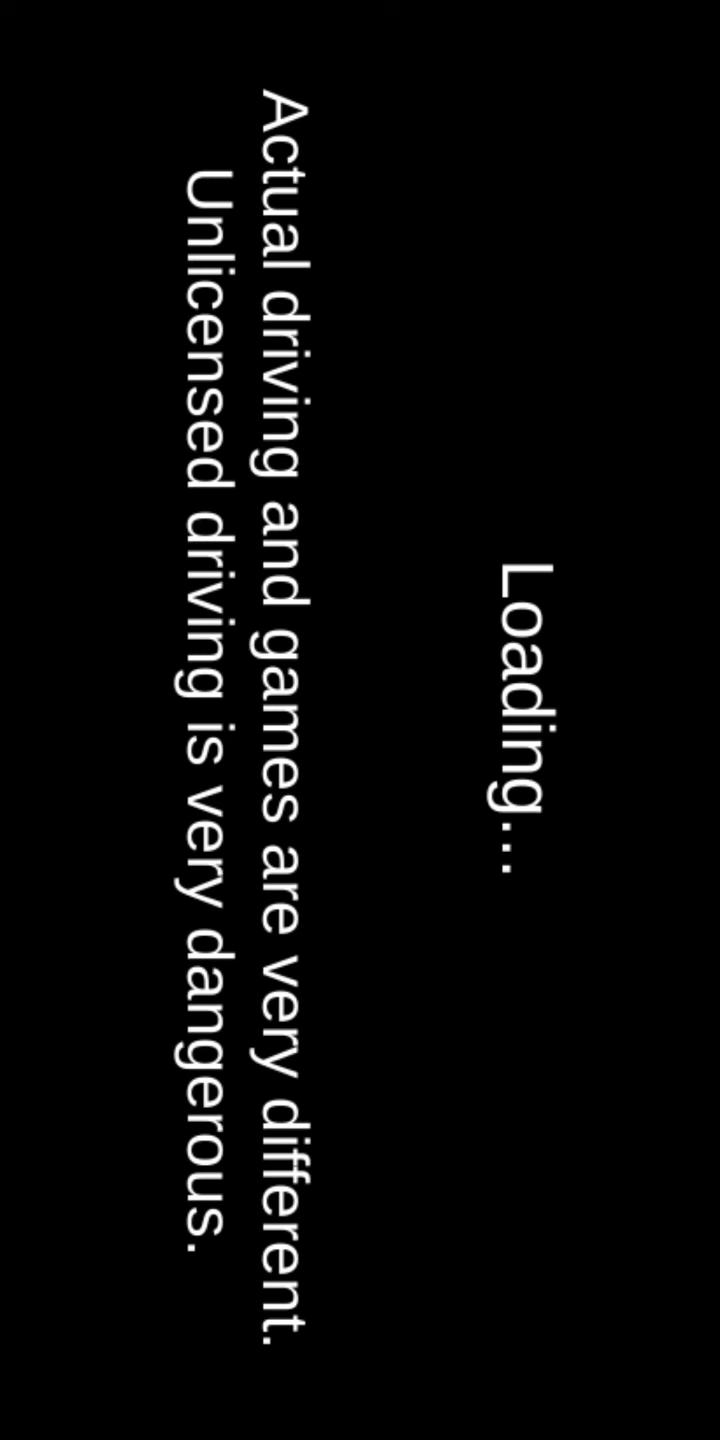 Loading...
Actual driving and games are very different.
Unlicensed driving is very dangerous.